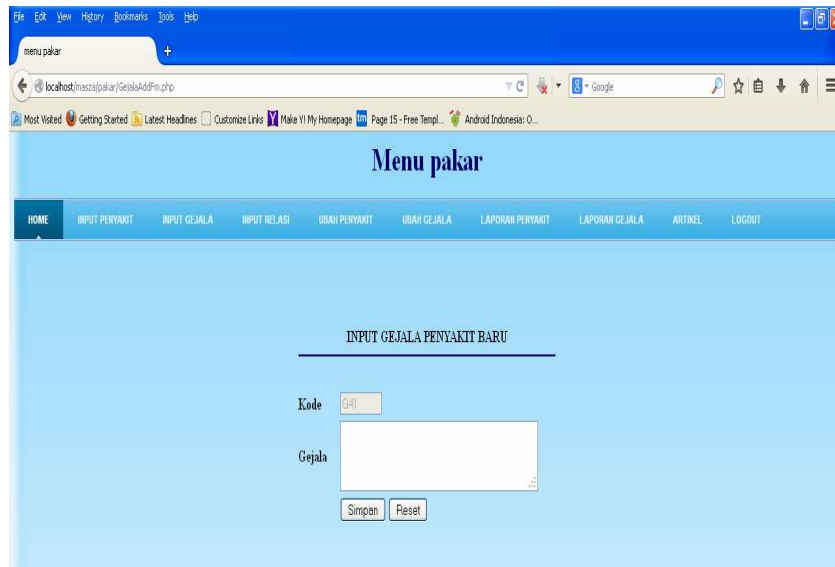 File Edit View History Bookmarks Tools Help
menu pakar
localhost/masza/pakar/GejalaAddFm.php
Google
Most Visited Getting Started Latest Headlines Customize Links Make Y! My Homepage Page 15 - Free Templ... Android Indonesia: O...
Menu pakar
HOME INPUT PENYAKIT INPUT GEJALA INPUT RELASI UBAH PENYAKIT UBAH GEJALA LAPORAN PENYAKIT LAPORAN GEJALA ARTIKEL LOGOUT
INPUT GEJALA PENYAKIT BARU
Kode G41
Gejala
Simpan Reset